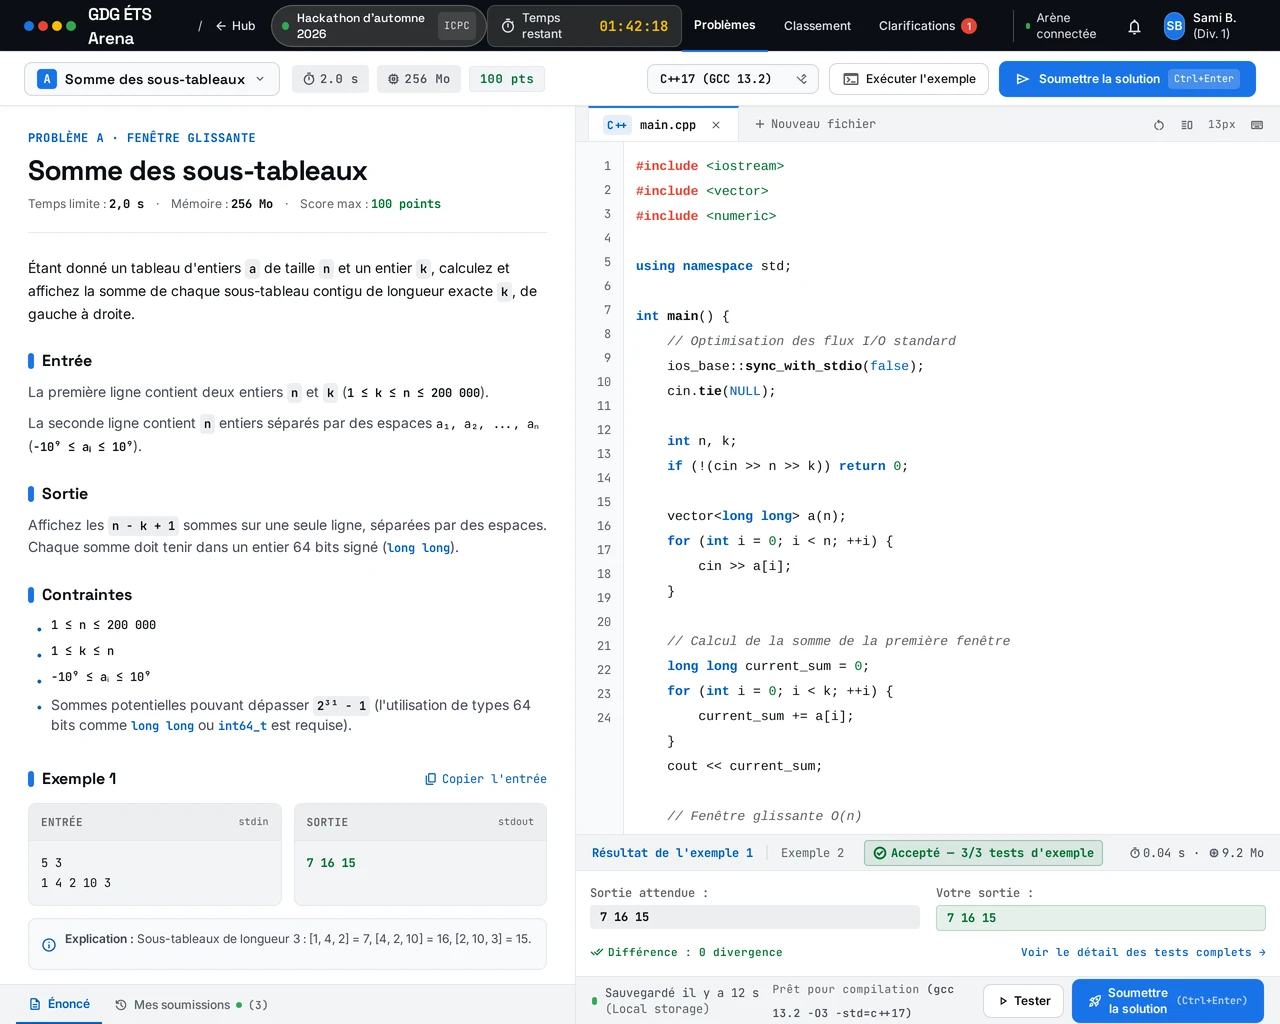 GDG ÉTS Arena
/
← Hub
Hackathon d'automne 2026
ICPC
Temps restant
01:42:18
Problèmes
Classement
Clarifications 1
Arène connectée
SB
Sami B. (Div. 1)
A Somme des sous-tableaux
2.0 s
256 Mo
100 pts
C++17 (GCC 13.2)
Exécuter l'exemple
Soumettre la solution Ctrl+Enter
PROBLÈME A · FENÊTRE GLISSANTE
Somme des sous-tableaux
Temps limite : 2,0 s · Mémoire : 256 Mo · Score max : 100 points
Étant donné un tableau d'entiers a de taille n et un entier k, calculez et
affichez la somme de chaque sous-tableau contigu de longueur exacte k, de
gauche à droite.
Entrée
La première ligne contient deux entiers n et k (1 ≤ k ≤ n ≤ 200 000).
La seconde ligne contient n entiers séparés par des espaces a₁, a₂, ..., aₙ
(-10⁹ ≤ aᵢ ≤ 10⁹).
Sortie
Affichez les n - k + 1 sommes sur une seule ligne, séparées par des espaces.
Chaque somme doit tenir dans un entier 64 bits signé (long long).
Contraintes
• 1 ≤ n ≤ 200 000
• 1 ≤ k ≤ n
• -10⁹ ≤ aᵢ ≤ 10⁹
• Sommes potentielles pouvant dépasser 2³¹ - 1 (l'utilisation de types 64
bits comme long long ou int64_t est requise).
Exemple 1
Copier l'entrée
ENTRÉE stdin
5 3
1 4 2 10 3
SORTIE stdout
7 16 15
Explication : Sous-tableaux de longueur 3 : [1, 4, 2] = 7, [4, 2, 10] = 16, [2, 10, 3] = 15.
Énoncé
Mes soumissions • (3)
C++ main.cpp ×
+ Nouveau fichier
13px
1
2
3
4
5
6
7
8
9
10
11
12
13
14
15
16
17
18
19
20
21
22
23
24
#include <iostream>
#include <vector>
#include <numeric>
using namespace std;
int main() {
// Optimisation des flux I/O standard
ios_base::sync_with_stdio(false);
cin.tie(NULL);
int n, k;
if (!(cin >> n >> k)) return 0;
vector<long long> a(n);
for (int i = 0; i < n; ++i) {
cin >> a[i];
}
// Calcul de la somme de la première fenêtre
long long current_sum = 0;
for (int i = 0; i < k; ++i) {
current_sum += a[i];
}
cout << current_sum;
// Fenêtre glissante O(n)
Résultat de l'exemple 1
Exemple 2
Accepté — 3/3 tests d'exemple
0.04 s · 9.2 Mo
Sortie attendue :
7 16 15
Votre sortie :
7 16 15
Différence : 0 divergence
Voir le détail des tests complets →
Sauvegardé il y a 12 s
(Local storage)
Prêt pour compilation (gcc
13.2 -O3 -std=c++17)
Tester
Soumettre la solution (Ctrl+Enter)